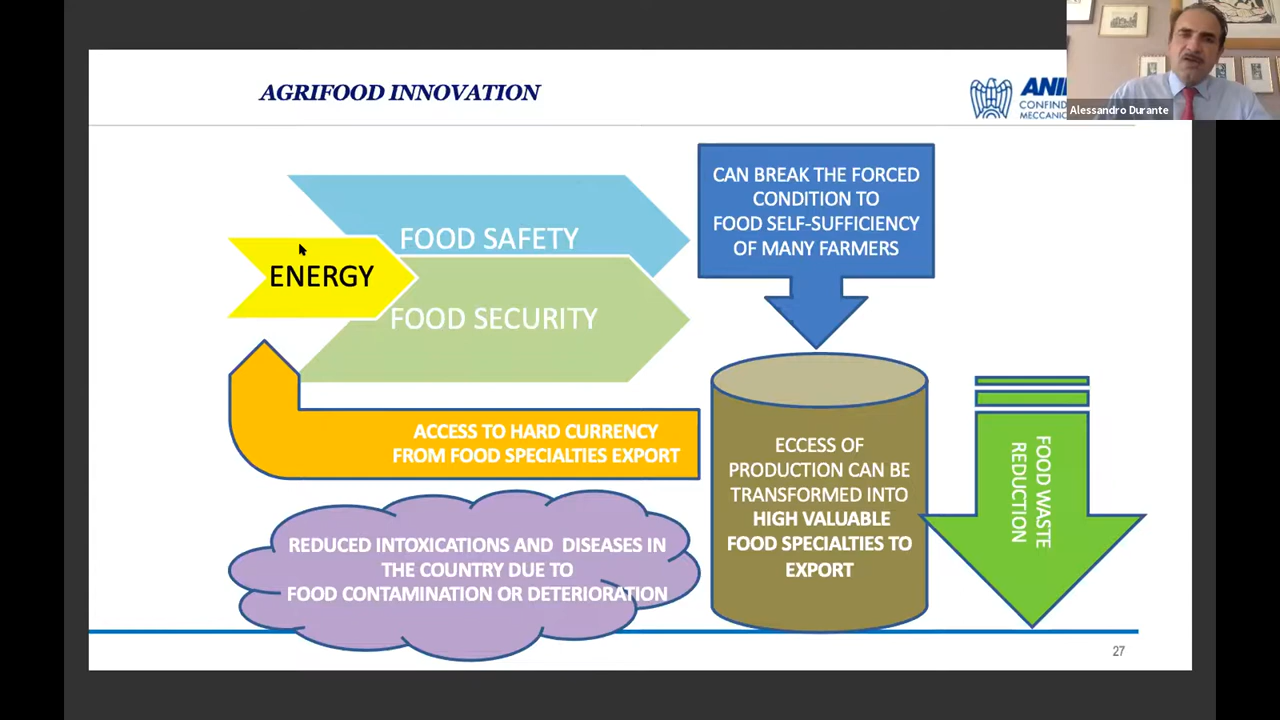 AGRIFOOD INNOVATION
CONFIND
MECCANIC
Alessandro Durante
CAN BREAK THE FORCED
CONDITION TO
FOOD SELF-SUFFICIENCY
OF MANY FARMERS
FOOD SAFETY
ENERGY
FOOD SECURITY
ACCESS TO HARD CURRENCY
FROM FOOD SPECIALTIES EXPORT
ECCESS OF
PRODUCTION CAN BE
TRANSFORMED INTO
HIGH VALUABLE
FOOD SPECIALTIES TO
EXPORT
FOOD WASTE
REDUCTION
REDUCED INTOXICATIONS AND DISEASES IN
THE COUNTRY DUE TO
FOOD CONTAMINATION OR DETERIORATION
27